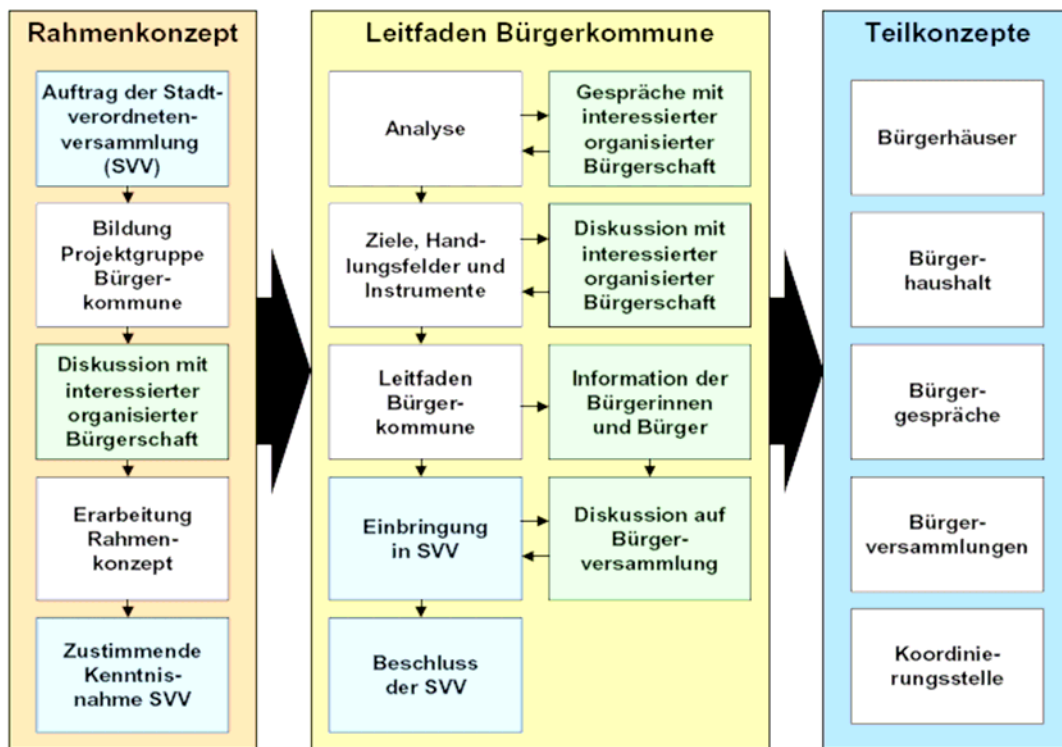 Rahmenkonzept
Auftrag der Stadt-
verordneten-
versammlung
(SVV)
Bildung
Projektgruppe
Bürger-
kommune
Diskussion mit
interessierter
organisierter
Bürgerschaft
Erarbeitung
Rahmen-
konzept
Zustimmende
Kenntnis-
nahme SVV
Leitfaden Bürgerkommune
Analyse
Gespräche mit
interessierter
organisierter
Bürgerschaft
Ziele, Hand-
lungsfelder und
Instrumente
Diskussion mit
interessierter
organisierter
Bürgerschaft
Leitfaden
Bürger-
kommune
Information der
Bürgerinnen
und Bürger
Einbringung
in SVV
Diskussion auf
Bürger-
versammlung
Beschluss
der SVV
Teilkonzepte
Bürgerhäuser
Bürger-
haushalt
Bürger-
gespräche
Bürger-
versammlungen
Koordinie-
rungsstelle